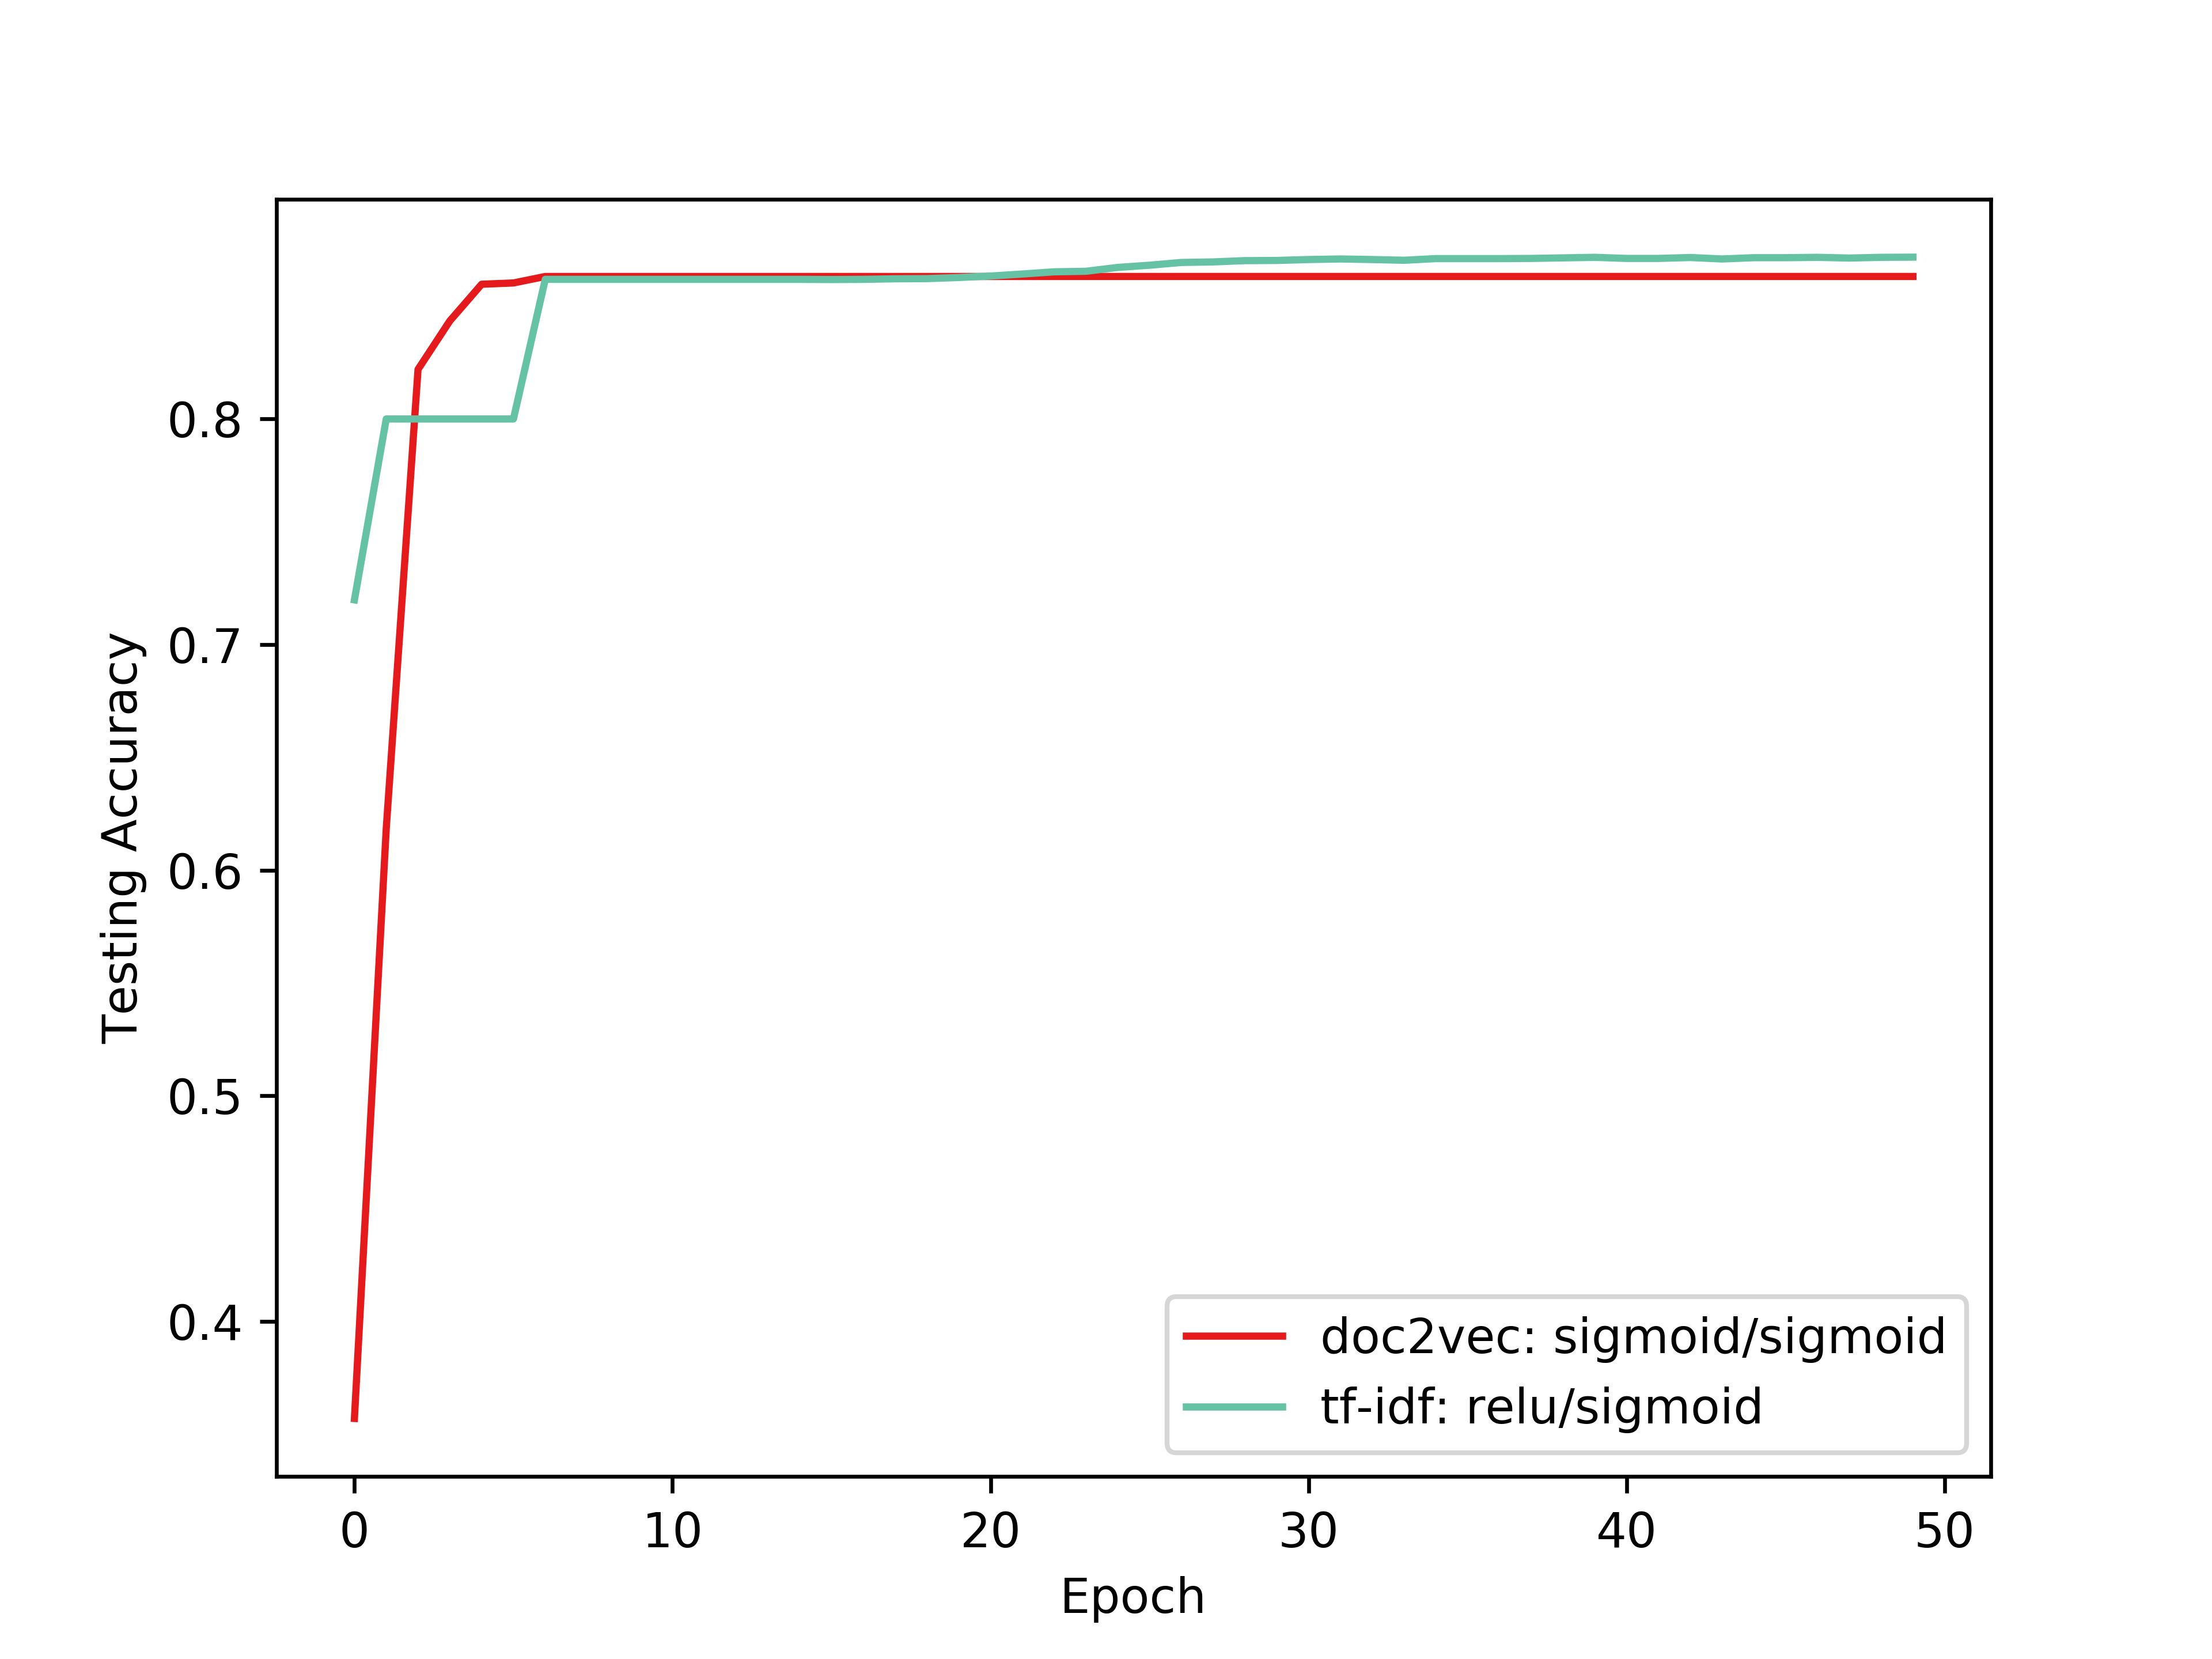 0.8
0.7
0.6
0.5
0.4
Testing Accuracy
doc2vec: sigmoid/sigmoid
tf-idf: relu/sigmoid
0 10 20 30 40 50
Epoch